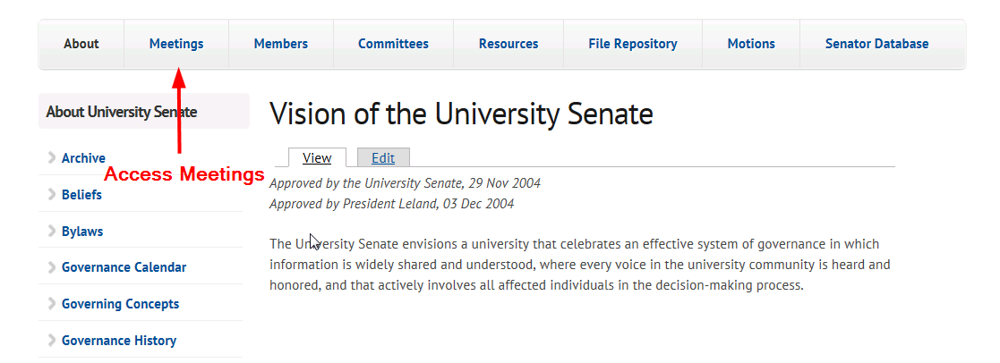 About Meetings Members Committees Resources File Repository Motions Senator Database
About University Senate
Archive
Access Meetings
Beliefs
Bylaws
Governance Calendar
Governing Concepts
Governance History
Vision of the University Senate
View Edit
Approved by the University Senate, 29 Nov 2004
Approved by President Leland, 03 Dec 2004
The University Senate envisions a university that celebrates an effective system of governance in which
information is widely shared and understood, where every voice in the university community is heard and
honored, and that actively involves all affected individuals in the decision-making process.